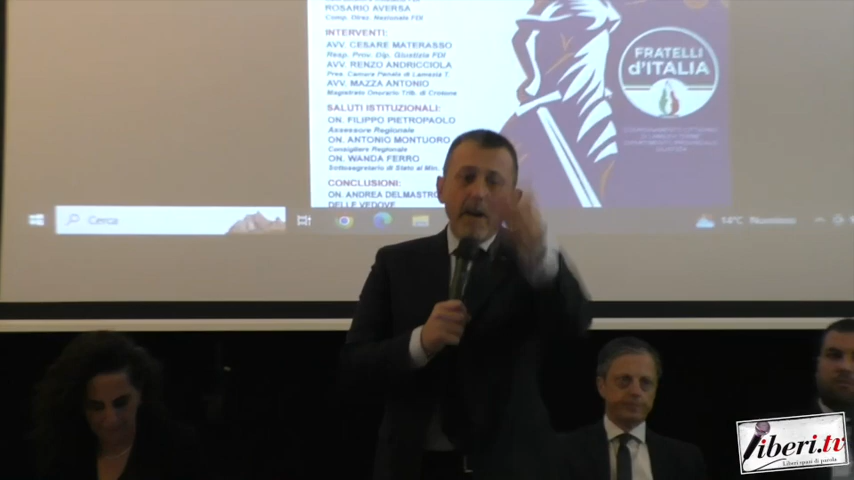 ROSARIO AVERSA
Comp. Direz. Nazionale FDI
INTERVENTI:
AVV. CESARE MATERASSO
Resp. Prov. Dip. Giustizia FDI
AVV. RENZO ANDRICCIOLA
Pres. Camera Penale di Lamezia T.
AVV. MAZZA ANTONIO
Magistrato Onorario Trib. di Crotone
SALUTI ISTITUZIONALI:
ON. FILIPPO PIETROPAOLO
Assessore Regionale
ON. ANTONIO MONTUORO
Consigliere Regionale
ON. WANDA FERRO
Sottosegretario di Stato al Min.
CONCLUSIONI:
ON. ANDREA DELMASTRO
DELLE VEDOVE
FRATELLI
d'ITALIA
Cerca
14°C Nuvoloso
liberi.tv
Liberi spazi di parola